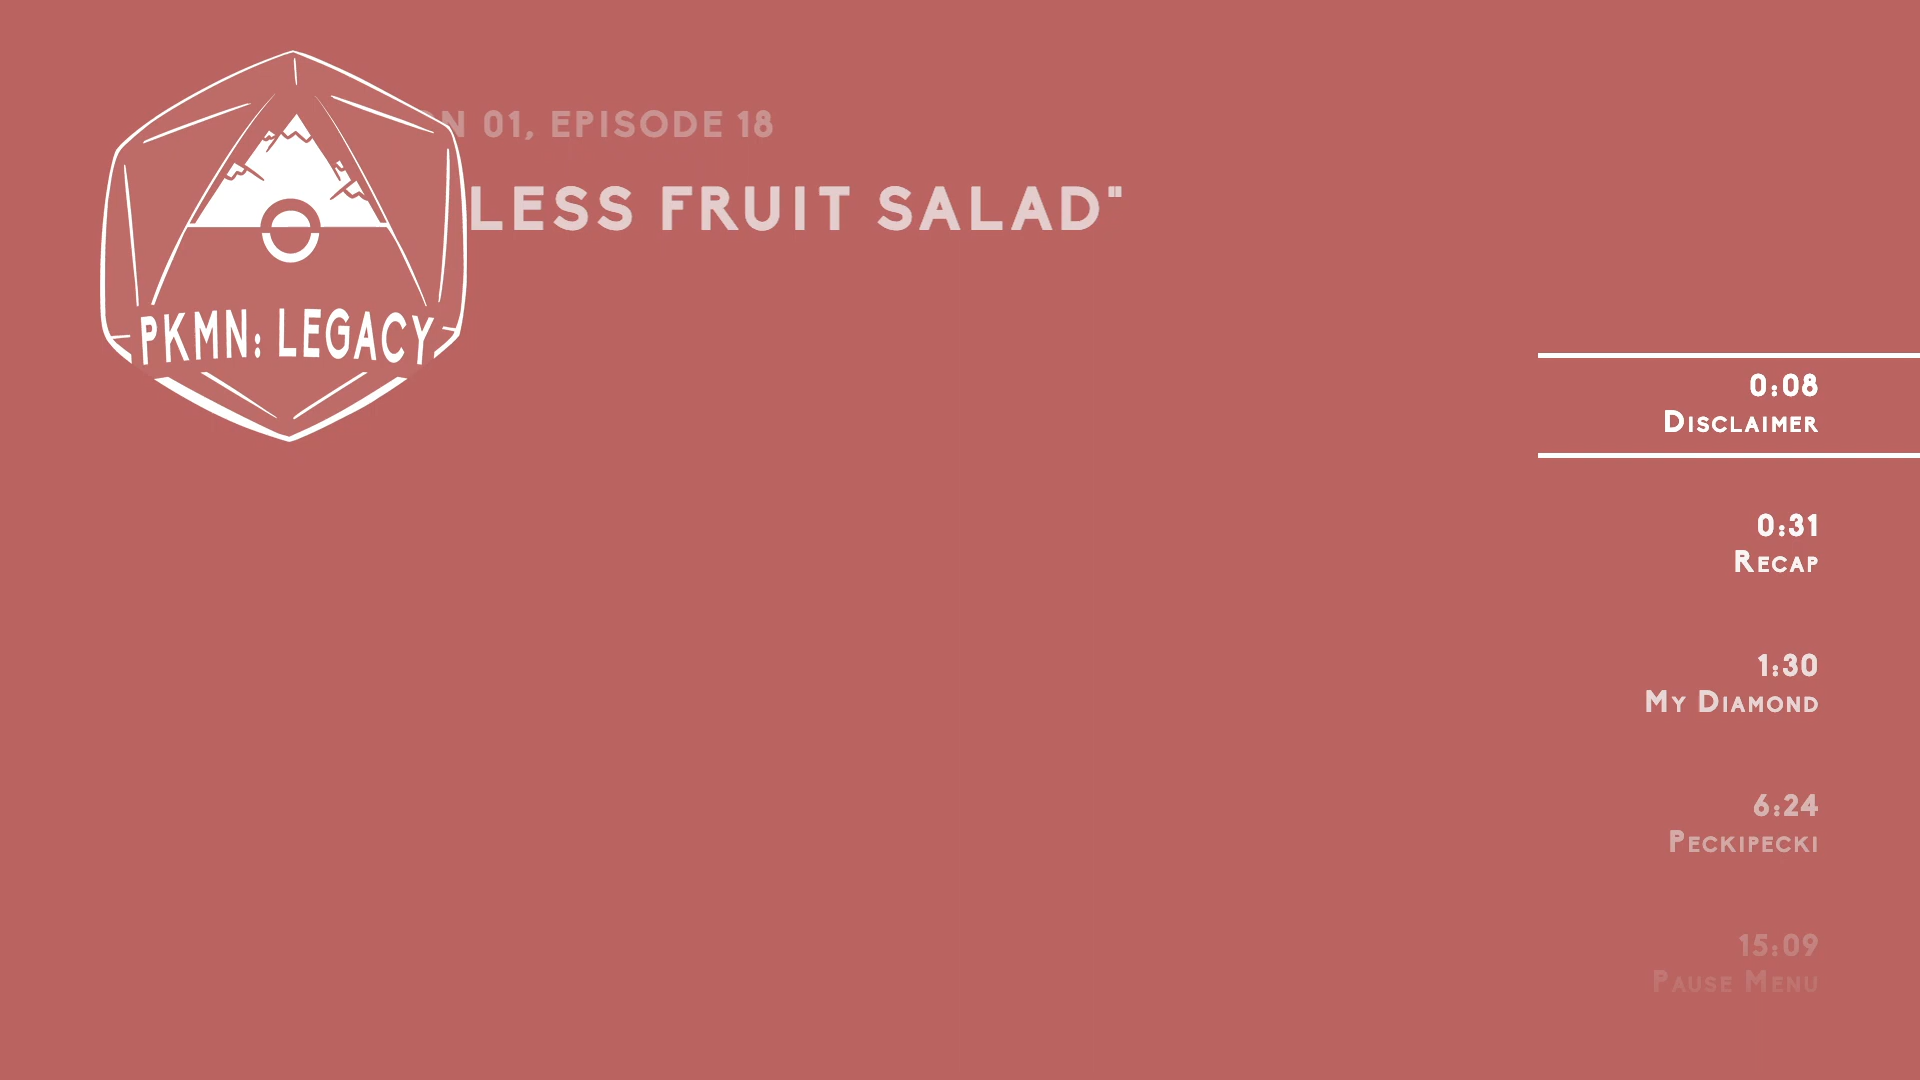 01, EPISODE 18
LESS FRUIT SALAD"
PKMN: LEGACY
0:08
Disclaimer
0:31
Recap
1:30
My Diamond
6:24
Peckipecki
15:09
Pause Menu